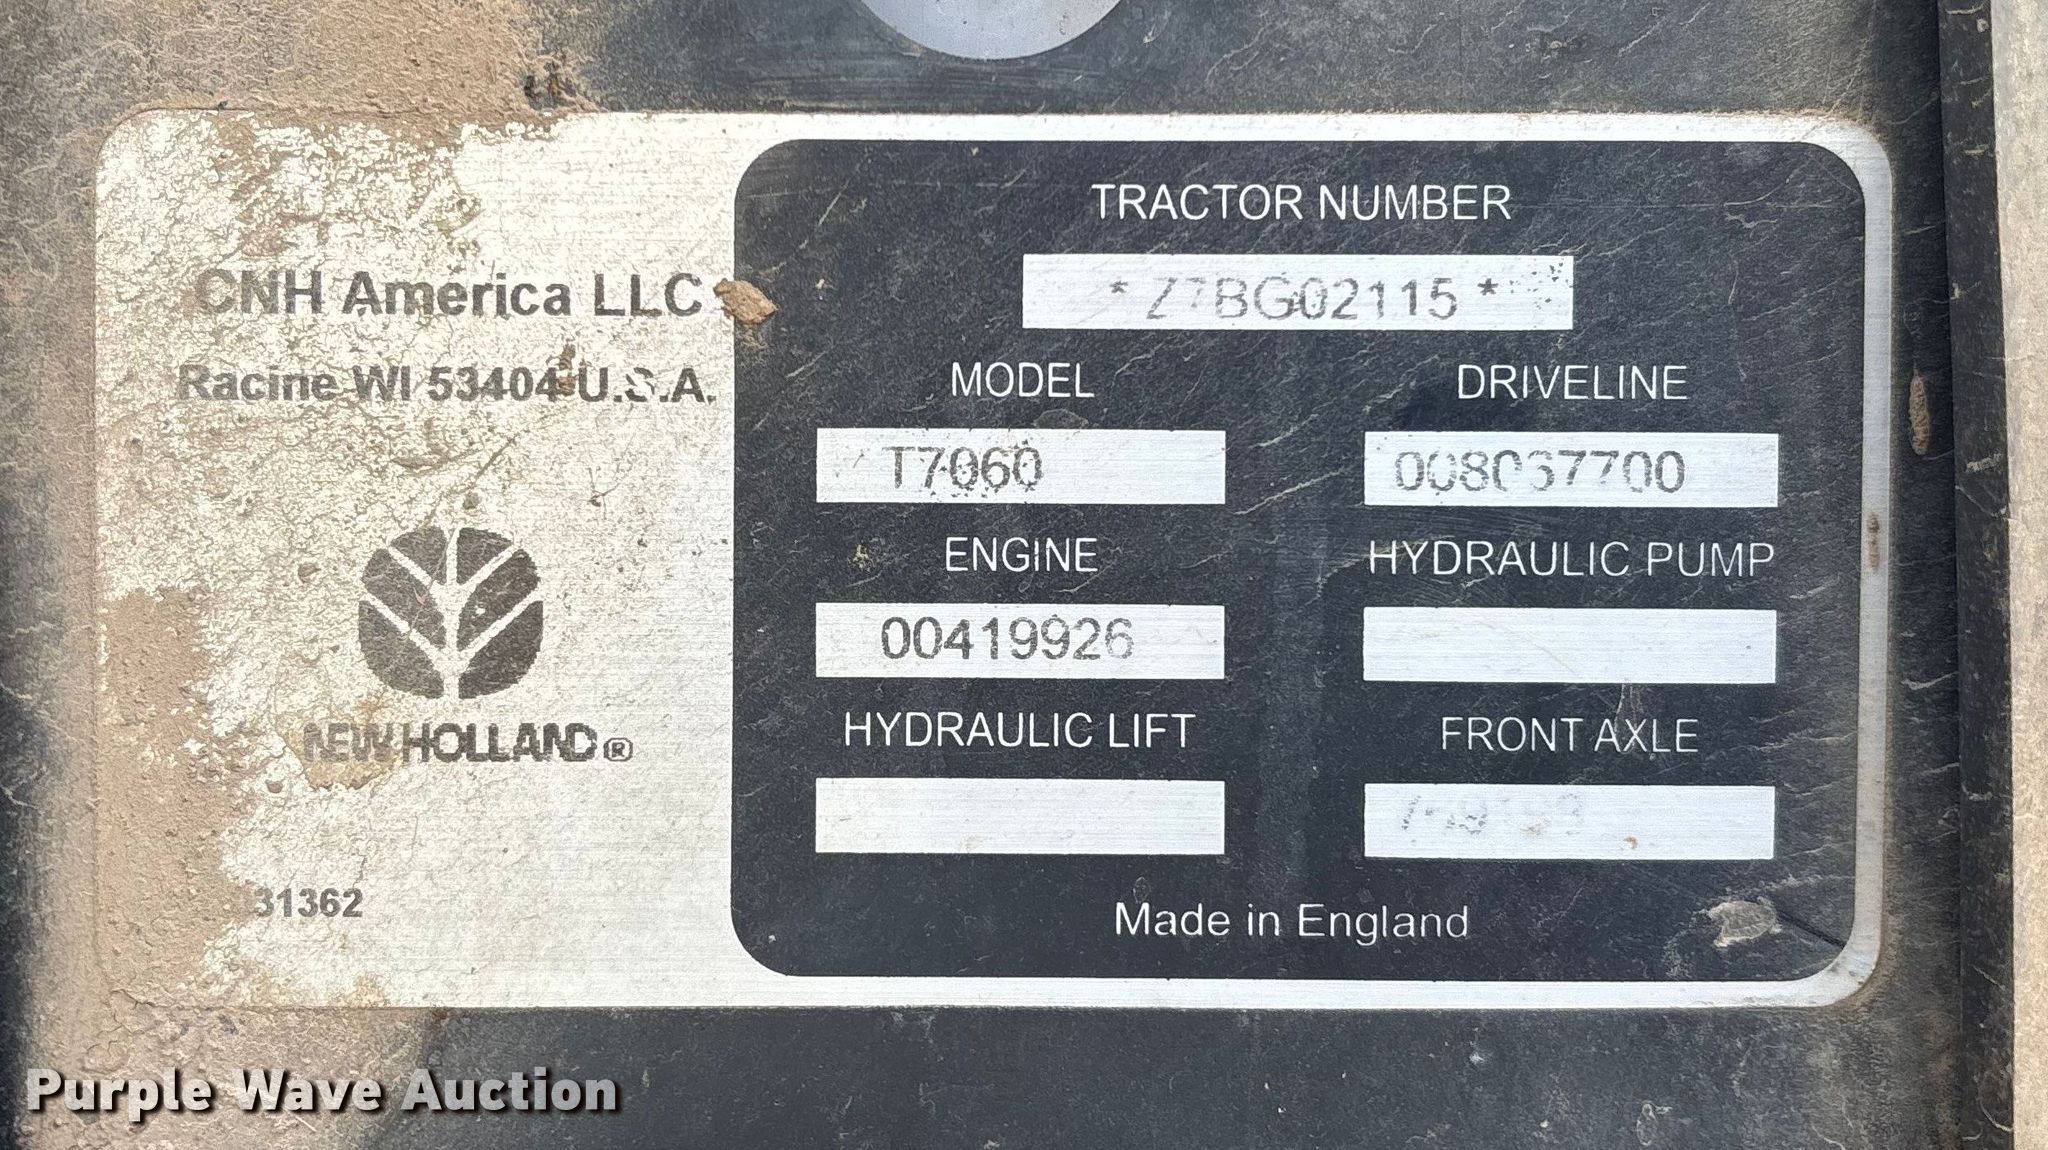 CNH America LLC
Racine WI 53404 U.S.A.
NEW HOLLAND®
31362
TRACTOR NUMBER
* Z7BG02115 *
MODEL
T7060
DRIVELINE
008067700
ENGINE
00419926
HYDRAULIC PUMP
HYDRAULIC LIFT
FRONT AXLE
Made in England
Purple Wave Auction